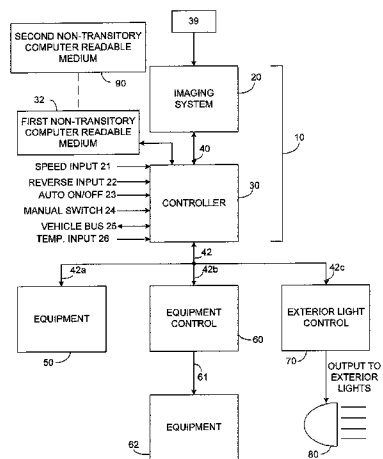 39
SECOND NON-TRANSITORY
COMPUTER READABLE
MEDIUM
90
32
FIRST NON-TRANSITORY
COMPUTER READABLE
MEDIUM
IMAGING
SYSTEM
20
10
40
SPEED INPUT 21
REVERSE INPUT 22
AUTO ON/OFF 23
MANUAL SWITCH 24
VEHICLE BUS 25
TEMP. INPUT 26
CONTROLLER
30
42
42a
42b
42c
EQUIPMENT
50
EQUIPMENT
CONTROL
60
EXTERIOR LIGHT
CONTROL
70
61
OUTPUT TO
EXTERIOR
LIGHTS
EQUIPMENT
62
80